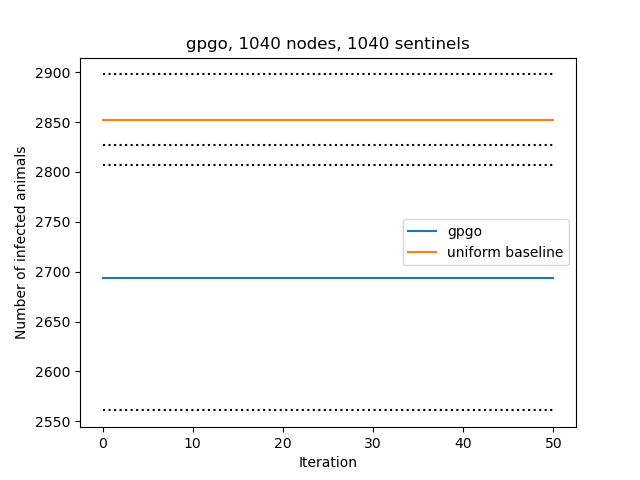 gpgo, 1040 nodes, 1040 sentinels
Number of infected animals
2900
2850
2800
2750
2700
2650
2600
2550
gpgo
uniform baseline
0 10 20 30 40 50
Iteration